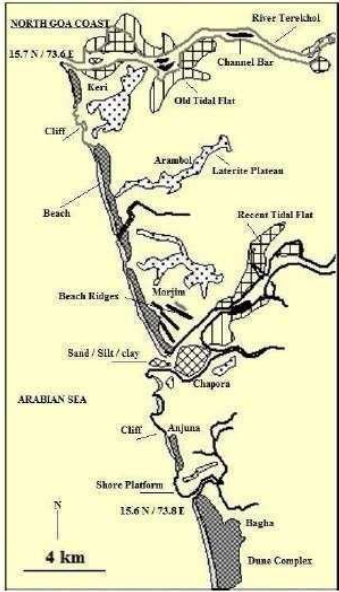 NORTH GOA COAST
River Terekhol
15.7 N / 73.6 E
Channel Bar
Keri
Old Tidal Flat
Cliff
Arambol
Laterite Plateau
Beach
Recent Tidal Flat
Morjim
Beach Ridges
Sand / Silt / clay
Chapora
ARABIAN SEA
Cliff
Anjuna
Shore Platform
N
15.6 N / 73.8 E
Bagha
4 km
Dune Complex